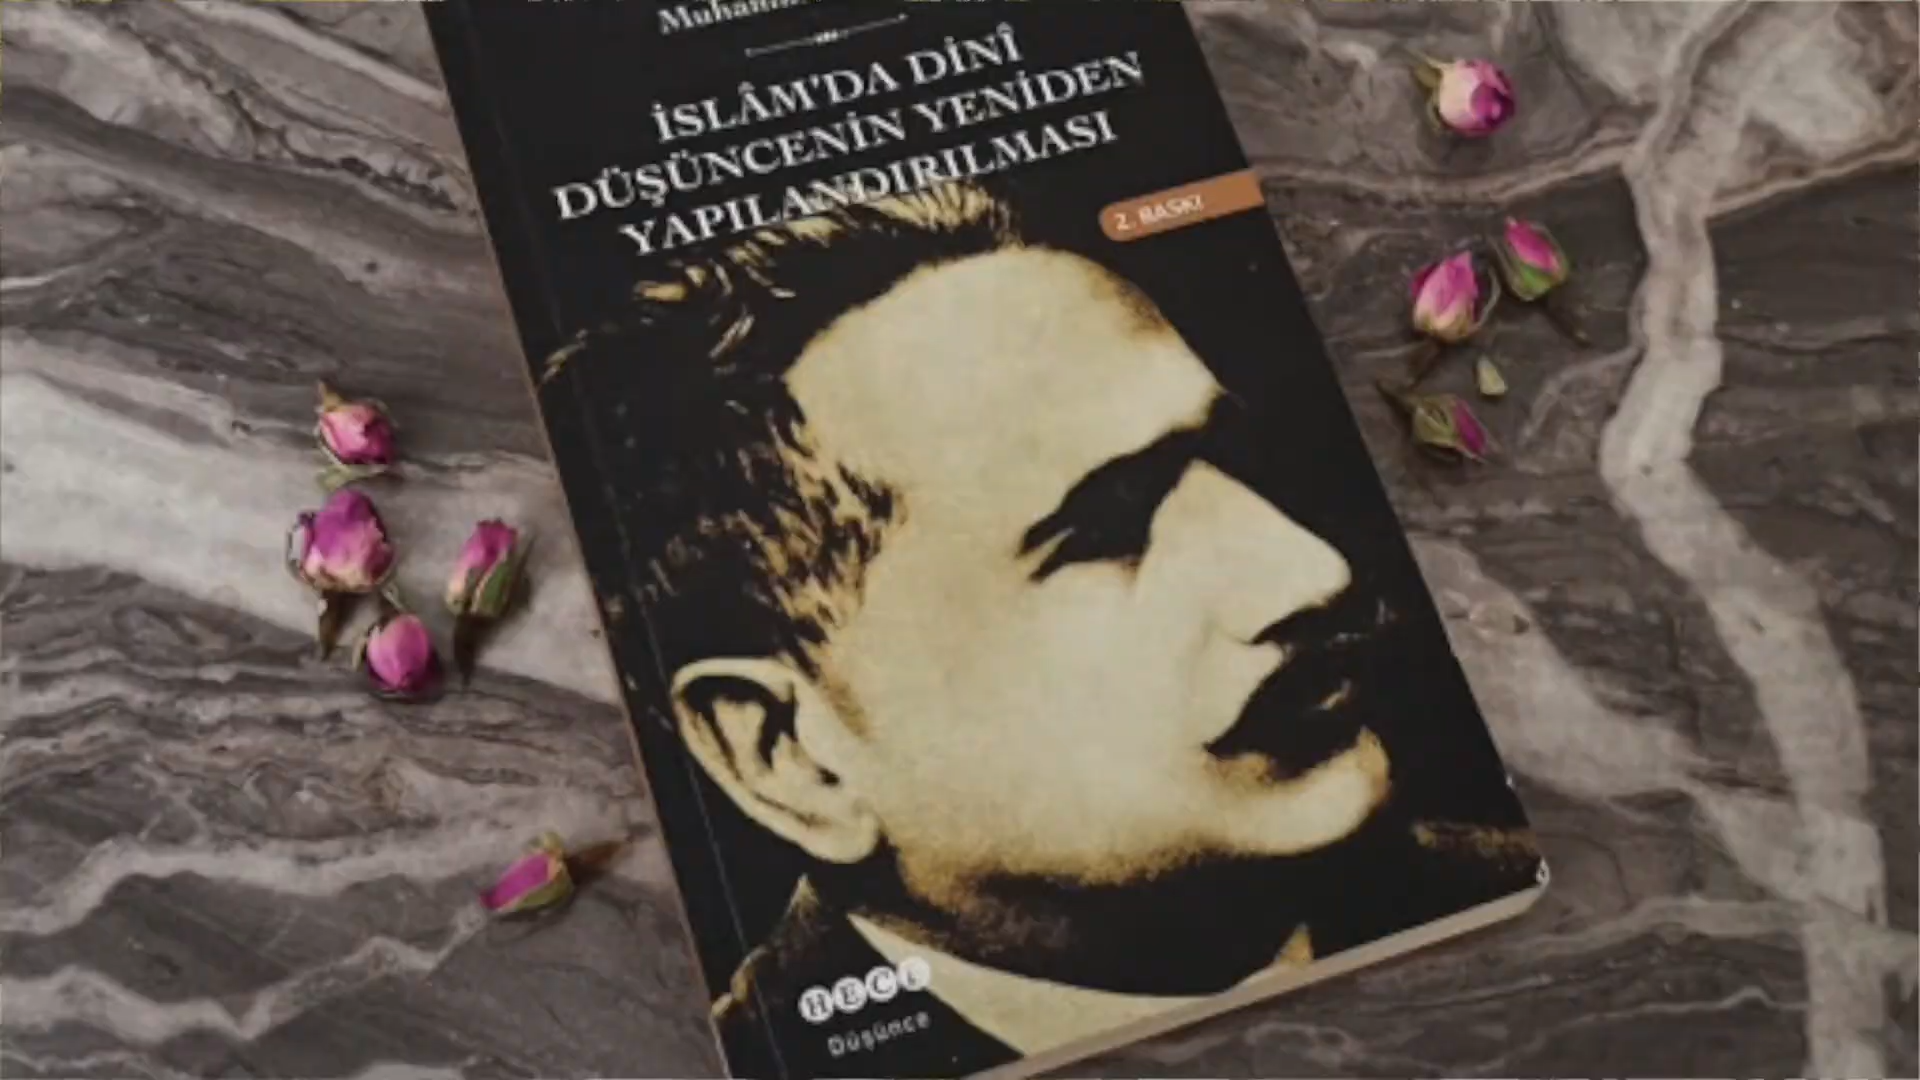 İSLÂM'DA DİNÎ
DÜŞÜNCENİN YENİDEN
YAPILANDIRILMASI
2. BASKI
HECE
Düşünce